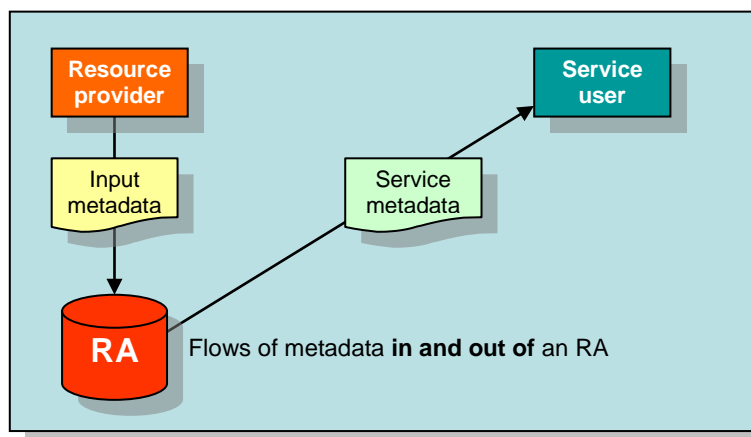 Resource
provider
Service
user
Input
metadata
Service
metadata
RA
Flows of metadata in and out of an RA